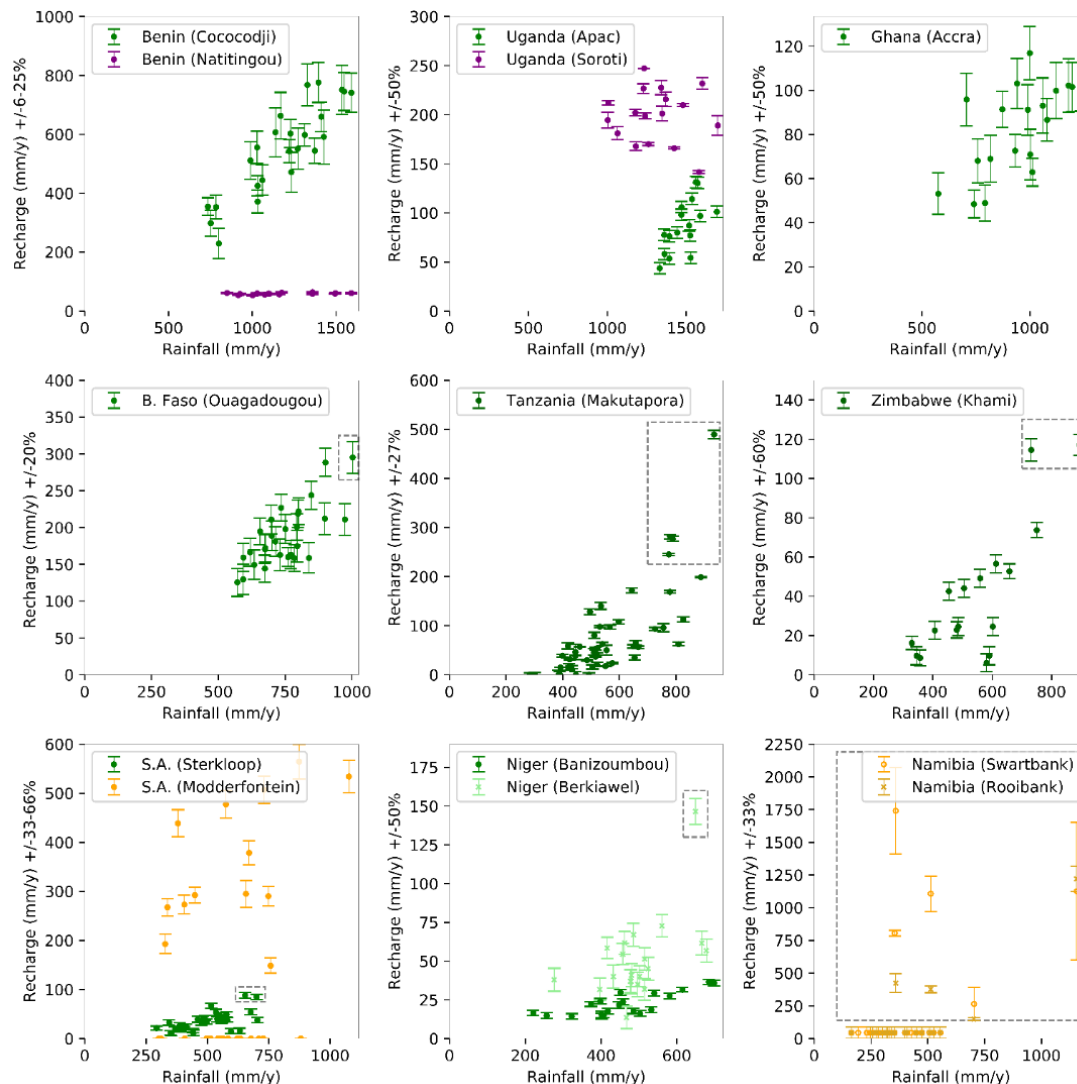 Recharge (mm/y) +/-6-25%
1000
800
600
400
200
0
Benin (Cococodji)
Benin (Natitingou)
0 500 1000 1500
Rainfall (mm/y)
Recharge (mm/y) +/-50%
300
250
200
150
100
50
0
Uganda (Apac)
Uganda (Soroti)
0 500 1000 1500
Rainfall (mm/y)
Recharge (mm/y) +/-50%
120
100
80
60
40
20
0
Ghana (Accra)
0 500 1000
Rainfall (mm/y)
Recharge (mm/y) +/-20%
400
350
300
250
200
150
100
50
0
B. Faso (Ouagadougou)
0 250 500 750 1000
Rainfall (mm/y)
Recharge (mm/y) +/-27%
600
500
400
300
200
100
0
Tanzania (Makutapora)
0 200 400 600 800
Rainfall (mm/y)
Recharge (mm/y) +/-60%
140
120
100
80
60
40
20
0
Zimbabwe (Khami)
0 200 400 600 800
Rainfall (mm/y)
Recharge (mm/y) +/-33-66%
600
500
400
300
200
100
0
S.A. (Sterkloop)
S.A. (Modderfontein)
0 250 500 750 1000
Rainfall (mm/y)
Recharge (mm/y) +/-50%
175
150
125
100
75
50
25
0
Niger (Banizoumbou)
Niger (Berkiawel)
0 200 400 600
Rainfall (mm/y)
Recharge (mm/y) +/-33%
2250
2000
1750
1500
1250
1000
750
500
250
0
Namibia (Swartbank)
Namibia (Rooibank)
0 250 500 750 1000
Rainfall (mm/y)